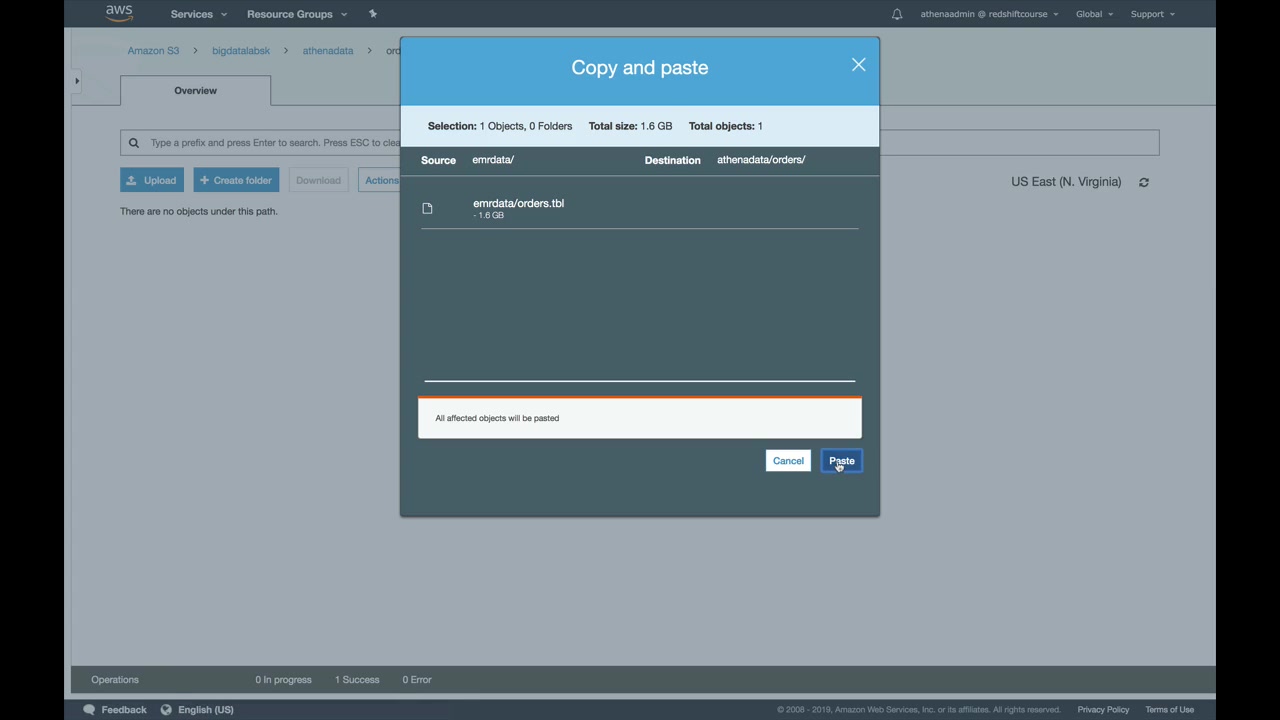 aws Services Resource Groups athenaadmin @ redshiftcourse Global Support
Amazon S3 bigdatalabsk athenadata ord
Copy and paste
Overview
Selection: 1 Objects, 0 Folders Total size: 1.6 GB Total objects: 1
Type a prefix and press Enter to search. Press ESC to clea
Source emrdata/ Destination athenadata/orders/
Upload Create folder Download Actions
US East (N. Virginia)
There are no objects under this path.
emrdata/orders.tbl
- 1.6 GB
All affected objects will be pasted
Cancel Paste
Operations 0 In progress 1 Success 0 Error
Feedback English (US) © 2008 - 2019, Amazon Web Services, Inc. or its affiliates. All rights reserved. Privacy Policy Terms of Use